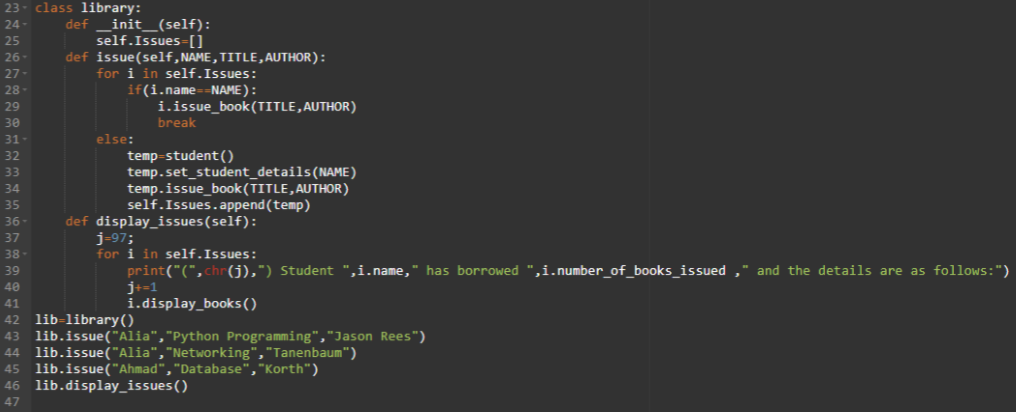 23 class library:
24     def __init__(self):
25         self.Issues=[]
26     def issue(self,NAME,TITLE,AUTHOR):
27         for i in self.Issues:
28             if(i.name==NAME):
29                 i.issue_book(TITLE,AUTHOR)
30                 break
31         else:
32             temp=student()
33             temp.set_student_details(NAME)
34             temp.issue_book(TITLE,AUTHOR)
35             self.Issues.append(temp)
36     def display_issues(self):
37         j=97;
38         for i in self.Issues:
39             print("(",chr(j),") Student ",i.name," has borrowed ",i.number_of_books_issued ," and the details are as follows:")
40             j+=1
41             i.display_books()
42 lib=library()
43 lib.issue("Alia","Python Programming","Jason Rees")
44 lib.issue("Alia","Networking","Tanenbaum")
45 lib.issue("Ahmad","Database","Korth")
46 lib.display_issues()
47